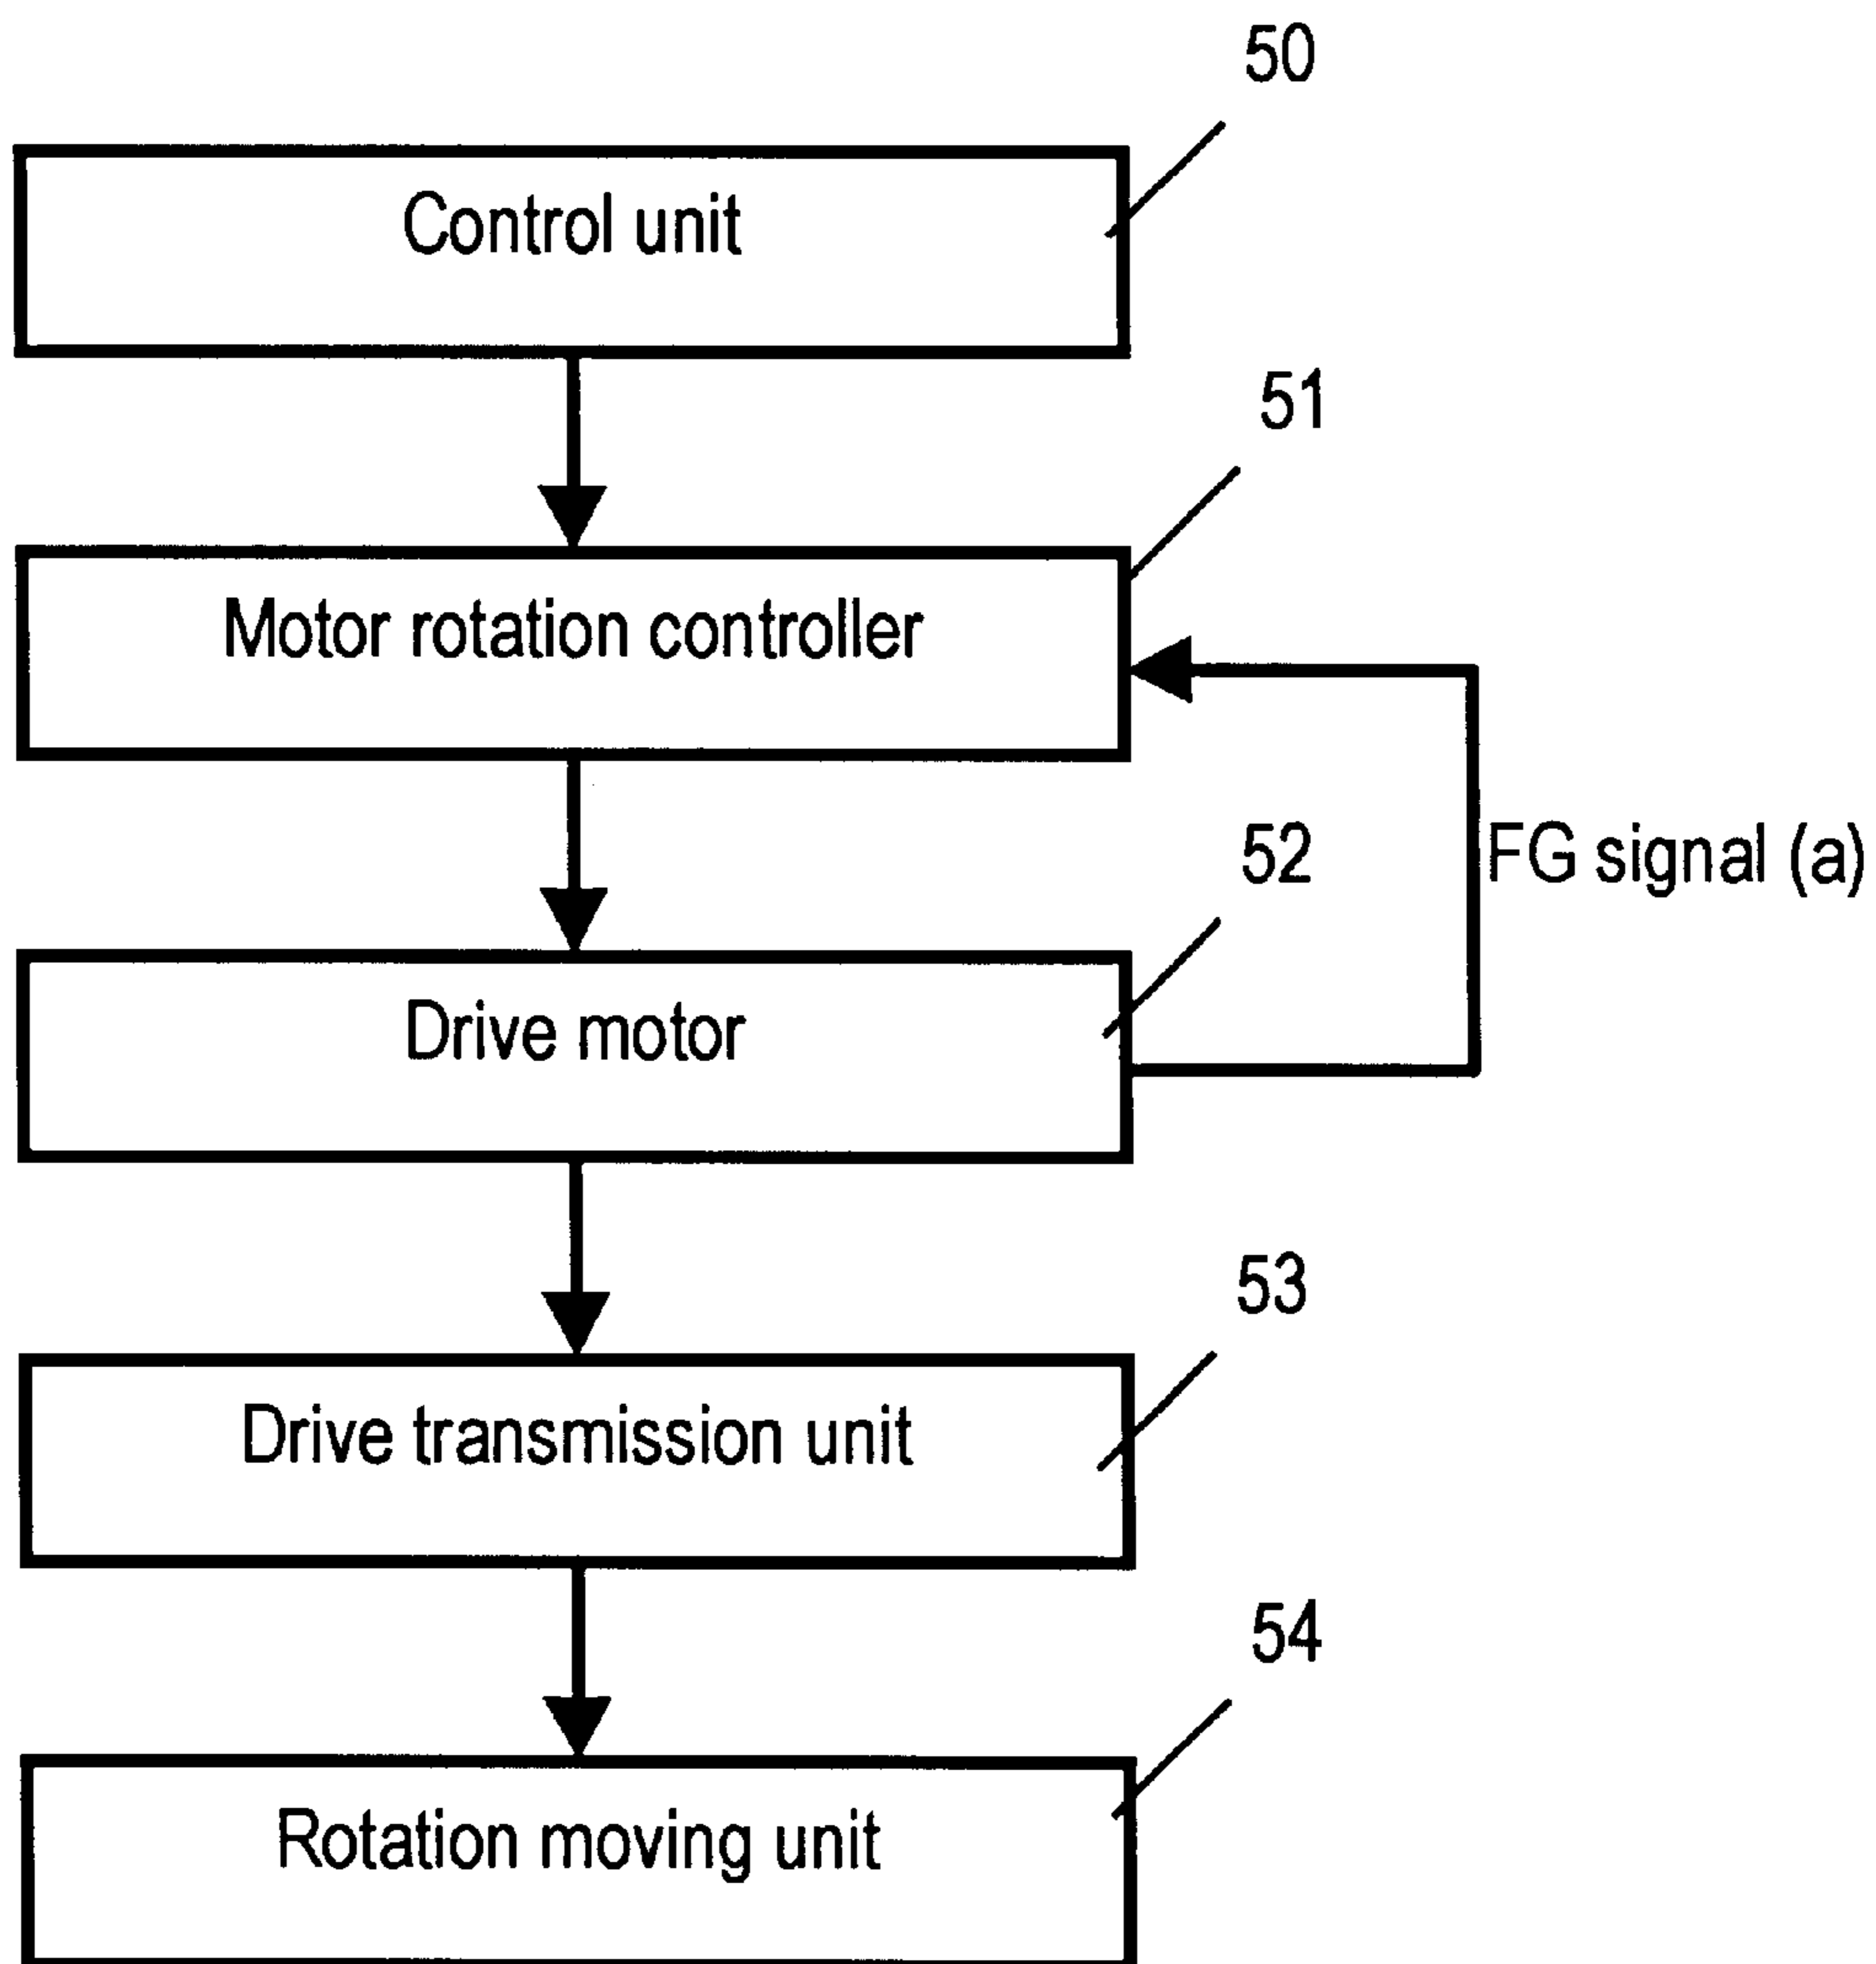 50
Control unit
51
Motor rotation controller
52
FG signal (a)
Drive motor
53
Drive transmission unit
54
Rotation moving unit